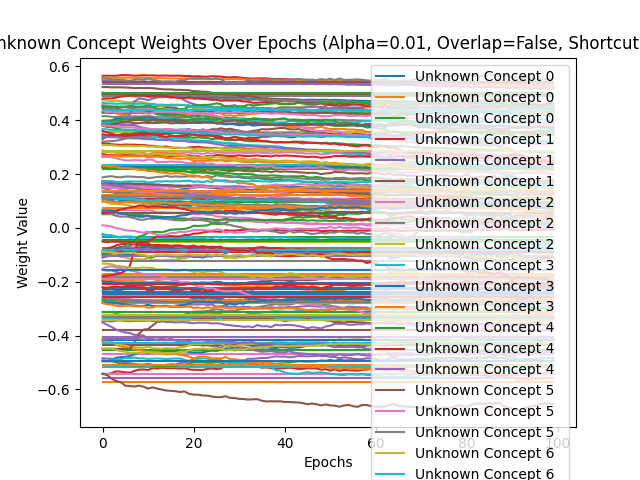 nknown Concept Weights Over Epochs (Alpha=0.01, Overlap=False, Shortcut
Weight Value
0.6
0.4
0.2
0.0
−0.2
−0.4
−0.6
0
20
40
60
80
100
Epochs
Unknown Concept 0
Unknown Concept 0
Unknown Concept 0
Unknown Concept 1
Unknown Concept 1
Unknown Concept 1
Unknown Concept 2
Unknown Concept 2
Unknown Concept 2
Unknown Concept 3
Unknown Concept 3
Unknown Concept 3
Unknown Concept 4
Unknown Concept 4
Unknown Concept 4
Unknown Concept 5
Unknown Concept 5
Unknown Concept 5
Unknown Concept 6
Unknown Concept 6